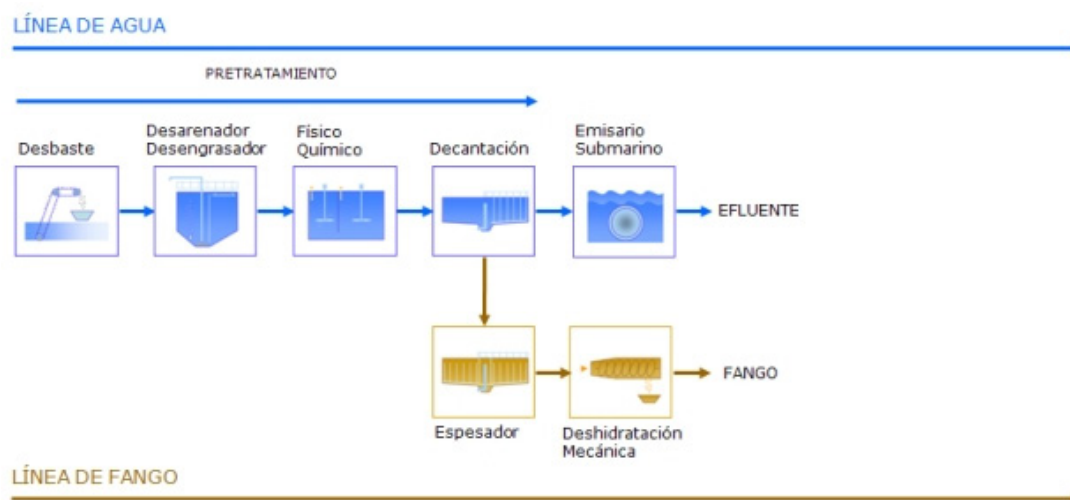 LÍNEA DE AGUA
PRETRATAMIENTO
Desbaste
Desarenador
Desengrasador
Físico
Químico
Decantación
Emisario
Submarino
EFLUENTE
FANGO
Espesador
Deshidratación
Mecánica
LÍNEA DE FANGO